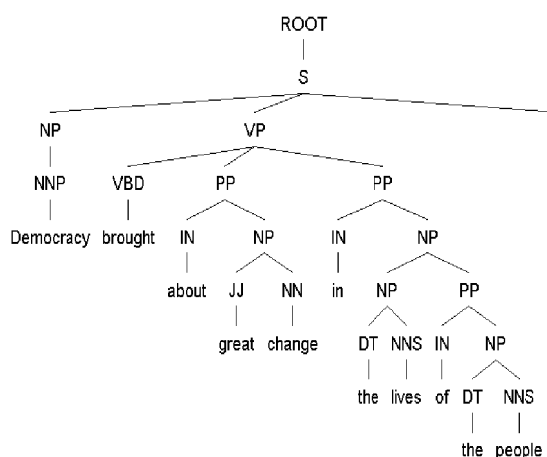 ROOT
S
NP VP
NNP VBD PP PP
Democracy brought IN NP IN NP
about JJ NN in NP PP
great change DT NNS IN NP
the lives of DT NNS
the people